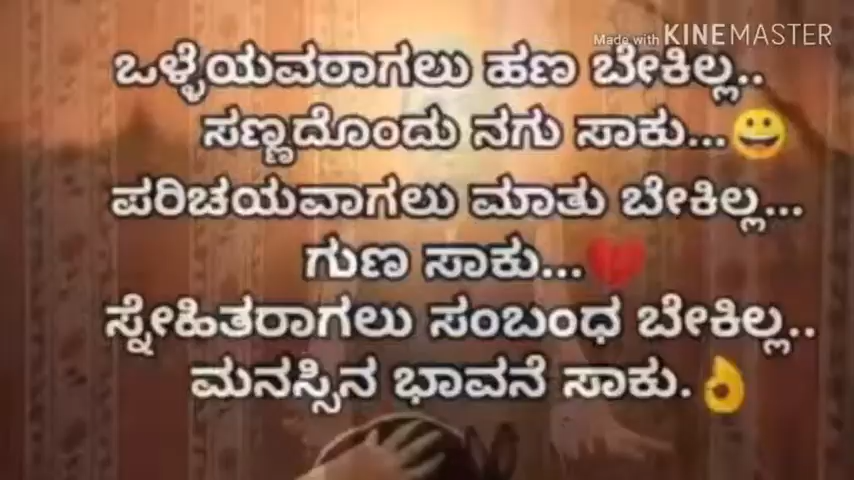 Made with KINEMASTER
ಒಳ್ಳೆಯವರಾಗಲು ಹಣ ಬೇಕಿಲ್ಲ..
ಸಣ್ಣದೊಂದು ನಗು ಸಾಕು...😀
ಪರಿಚಯವಾಗಲು ಮಾತು ಬೇಕಿಲ್ಲ...
ಗುಣ ಸಾಕು...💔
ಸ್ನೇಹಿತರಾಗಲು ಸಂಬಂಧ ಬೇಕಿಲ್ಲ..
ಮನಸ್ಸಿನ ಭಾವನೆ ಸಾಕು.👌